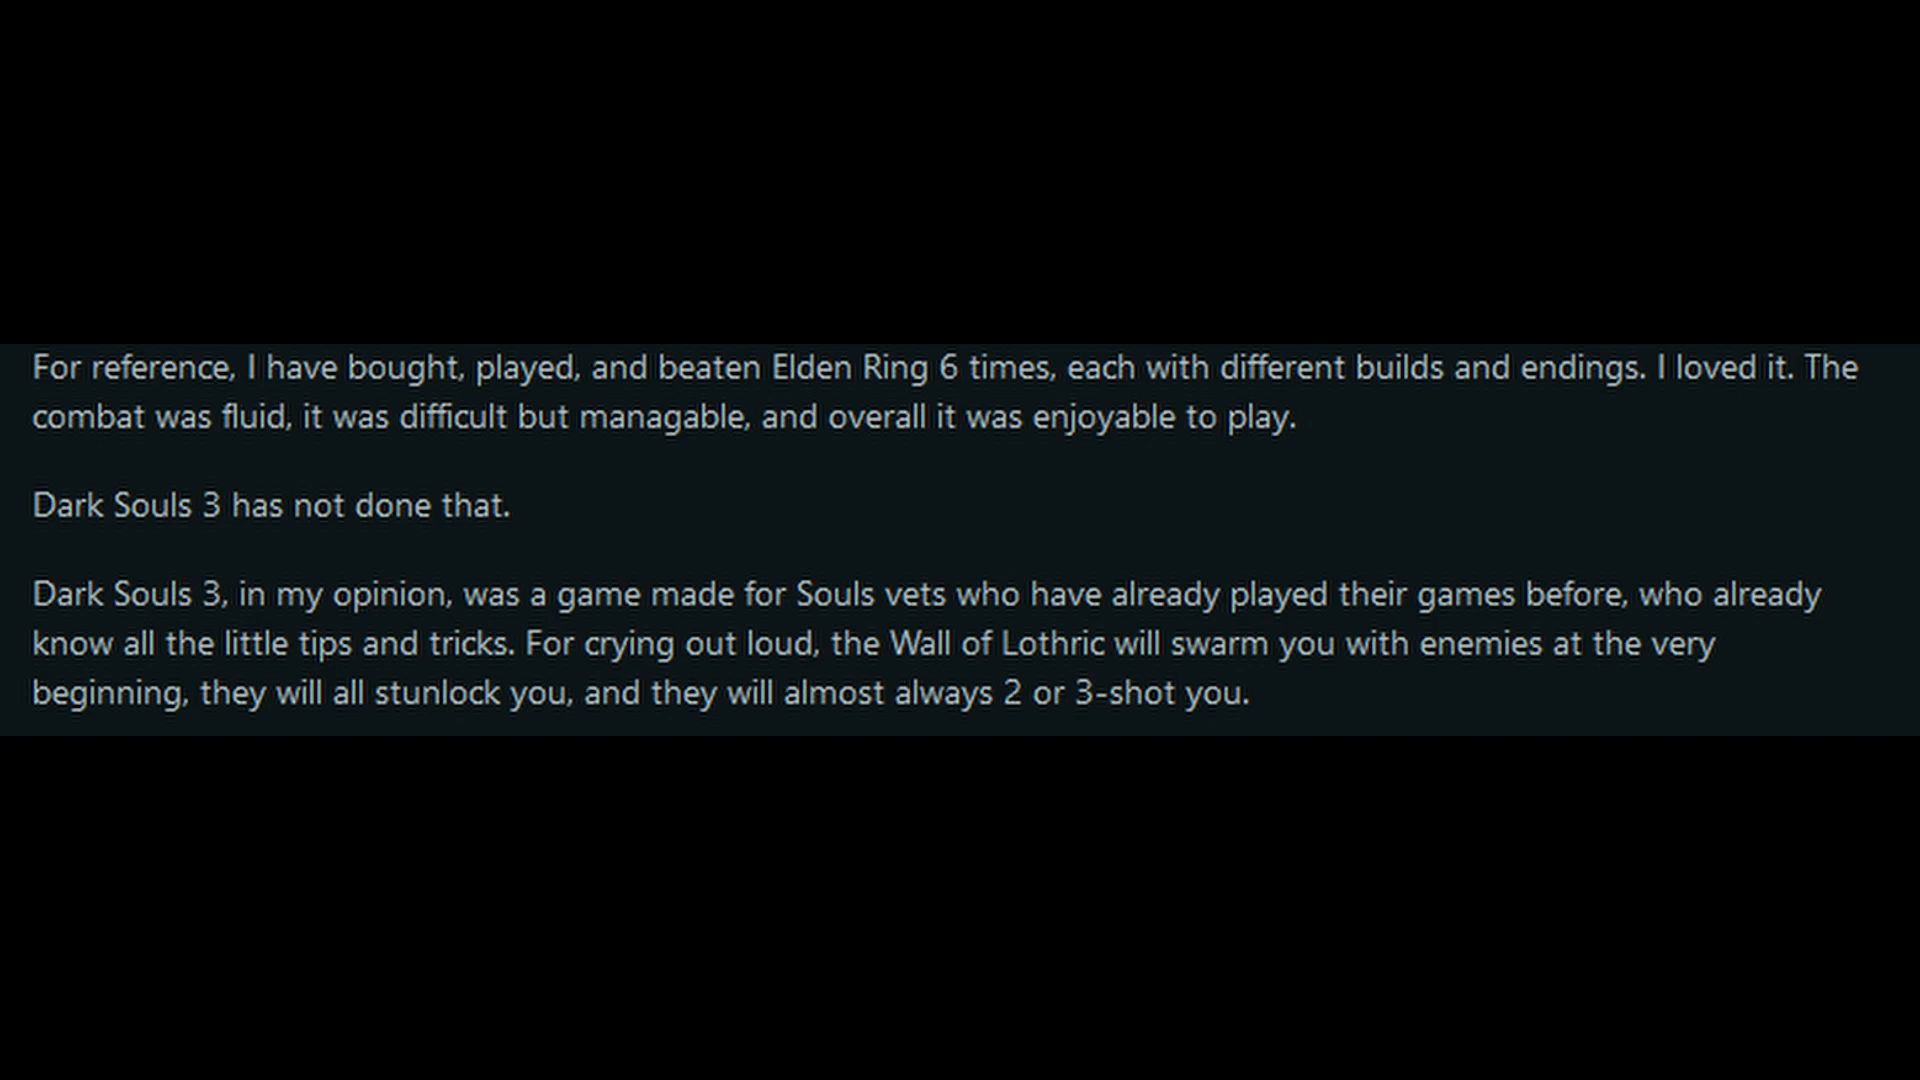 For reference, I have bought, played, and beaten Elden Ring 6 times, each with different builds and endings. I loved it. The
combat was fluid, it was difficult but managable, and overall it was enjoyable to play.
Dark Souls 3 has not done that.
Dark Souls 3, in my opinion, was a game made for Souls vets who have already played their games before, who already
know all the little tips and tricks. For crying out loud, the Wall of Lothric will swarm you with enemies at the very
beginning, they will all stunlock you, and they will almost always 2 or 3-shot you.